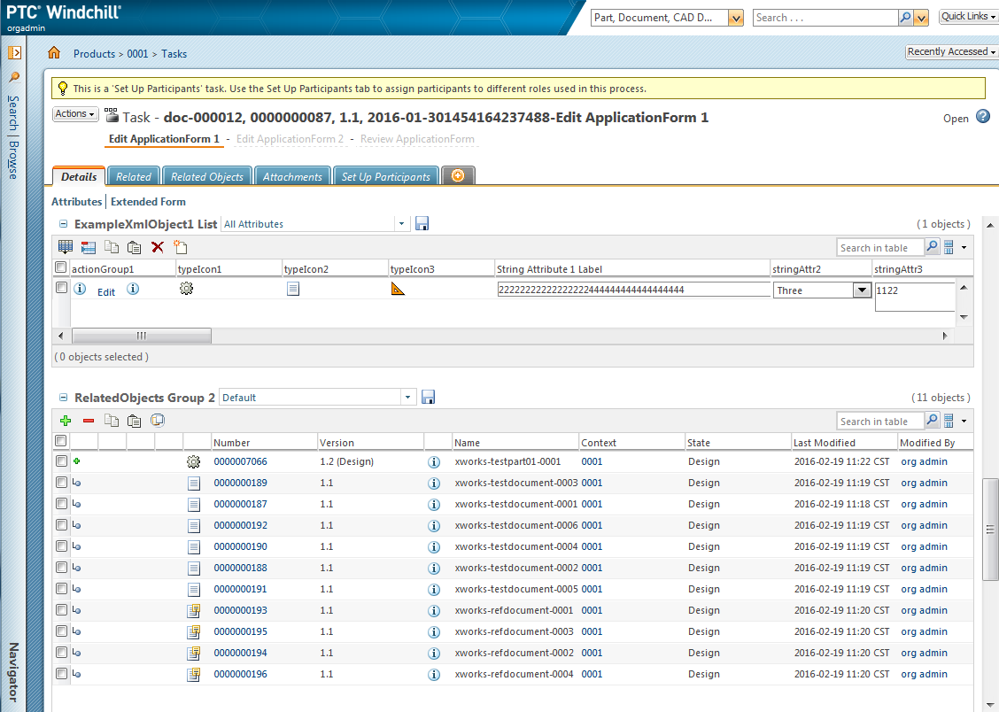 PTC® Windchill®
orgadmin
Part, Document, CAD D...
Search . . .
Quick Links
Products > 0001 > Tasks
Recently Accessed
Search | Browse
Navigator
This is a 'Set Up Participants' task. Use the Set Up Participants tab to assign participants to different roles used in this process.
Actions
Task - doc-000012, 0000000087, 1.1, 2016-01-301454164237488-Edit ApplicationForm 1
Open
Edit ApplicationForm 1 - Edit ApplicationForm 2 - Review ApplicationForm
Details Related Related Objects Attachments Set Up Participants
Attributes | Extended Form
ExampleXmlObject1 List All Attributes (1 objects )
Search in table
actionGroup1 typeIcon1 typeIcon2 typeIcon3 String Attribute 1 Label stringAttr2 stringAttr3
Edit Three 1122
( 0 objects selected )
RelatedObjects Group 2 Default (11 objects )
Search in table
Number Version Name Context State Last Modified Modified By
0000007066 1.2 (Design) xworks-testpart01-0001 0001 Design 2016-02-19 11:22 CST org admin
0000000189 1.1 xworks-testdocument-0003 0001 Design 2016-02-19 11:19 CST org admin
0000000187 1.1 xworks-testdocument-0001 0001 Design 2016-02-19 11:18 CST org admin
0000000192 1.1 xworks-testdocument-0006 0001 Design 2016-02-19 11:19 CST org admin
0000000190 1.1 xworks-testdocument-0004 0001 Design 2016-02-19 11:19 CST org admin
0000000188 1.1 xworks-testdocument-0002 0001 Design 2016-02-19 11:19 CST org admin
0000000191 1.1 xworks-testdocument-0005 0001 Design 2016-02-19 11:19 CST org admin
0000000193 1.1 xworks-refdocument-0001 0001 Design 2016-02-19 11:20 CST org admin
0000000195 1.1 xworks-refdocument-0003 0001 Design 2016-02-19 11:20 CST org admin
0000000194 1.1 xworks-refdocument-0002 0001 Design 2016-02-19 11:20 CST org admin
0000000196 1.1 xworks-refdocument-0004 0001 Design 2016-02-19 11:20 CST org admin